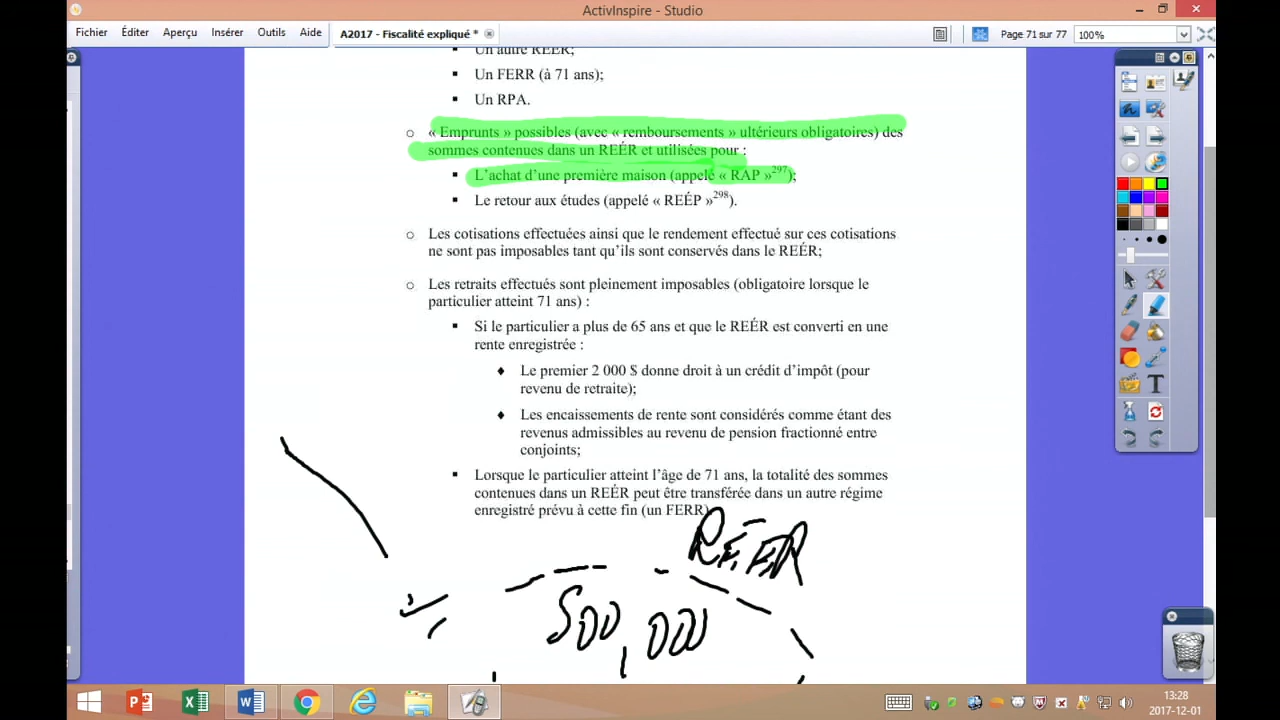 ActivInspire - Studio
Fichier Éditer Aperçu Insérer Outils Aide A2017 - Fiscalité expliqué * Page 71 sur 77 100%
▪ Un autre REÉR;
▪ Un FERR (à 71 ans);
▪ Un RPA.
o « Emprunts » possibles (avec « remboursements » ultérieurs obligatoires) des
sommes contenues dans un REÉR et utilisées pour :
▪ L'achat d'une première maison (appelé « RAP »297);
▪ Le retour aux études (appelé « REÉP »298).
o Les cotisations effectuées ainsi que le rendement effectué sur ces cotisations
ne sont pas imposables tant qu'ils sont conservés dans le REÉR;
o Les retraits effectués sont pleinement imposables (obligatoire lorsque le
particulier atteint 71 ans) :
▪ Si le particulier a plus de 65 ans et que le REÉR est converti en une
rente enregistrée :
♦ Le premier 2 000 $ donne droit à un crédit d'impôt (pour
revenu de retraite);
♦ Les encaissements de rente sont considérés comme étant des
revenus admissibles au revenu de pension fractionné entre
conjoints;
▪ Lorsque le particulier atteint l'âge de 71 ans, la totalité des sommes
contenues dans un REÉR peut être transférée dans un autre régime
enregistré prévu à cette fin (un FERR)
REÉR
500,000
13:28
2017-12-01